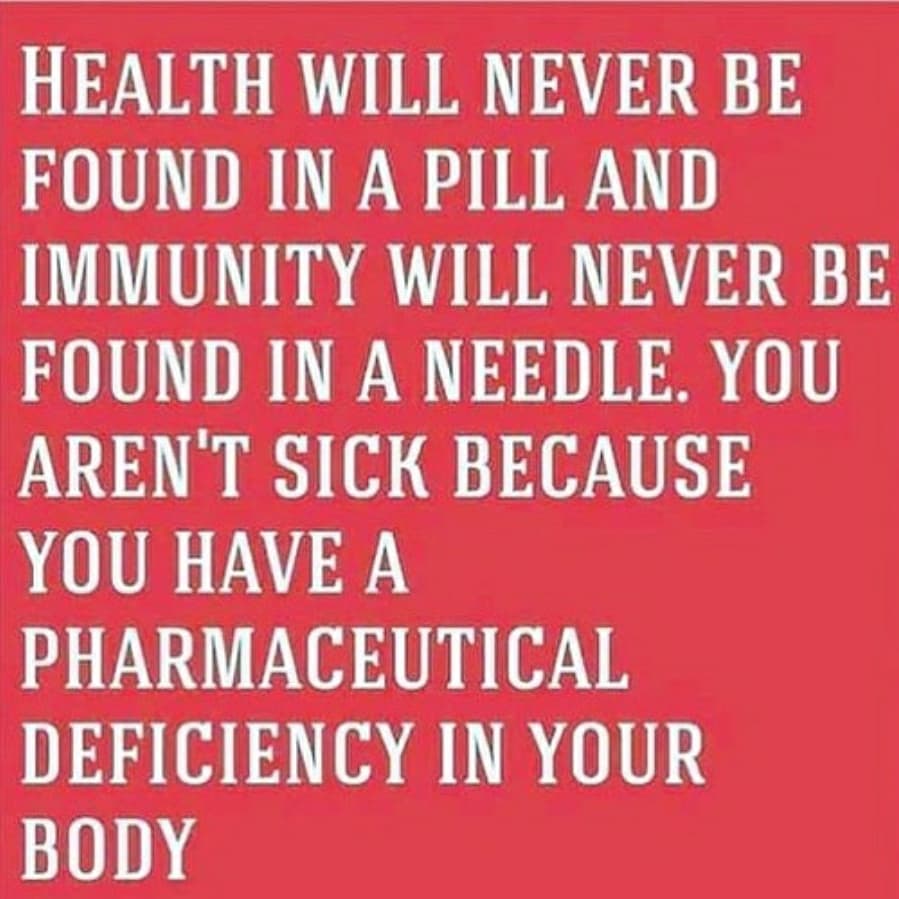 HEALTH WILL NEVER BE
FOUND IN A PILL AND
IMMUNITY WILL NEVER BE
FOUND IN A NEEDLE. YOU
AREN'T SICK BECAUSE
YOU HAVE A
PHARMACEUTICAL
DEFICIENCY IN YOUR
BODY